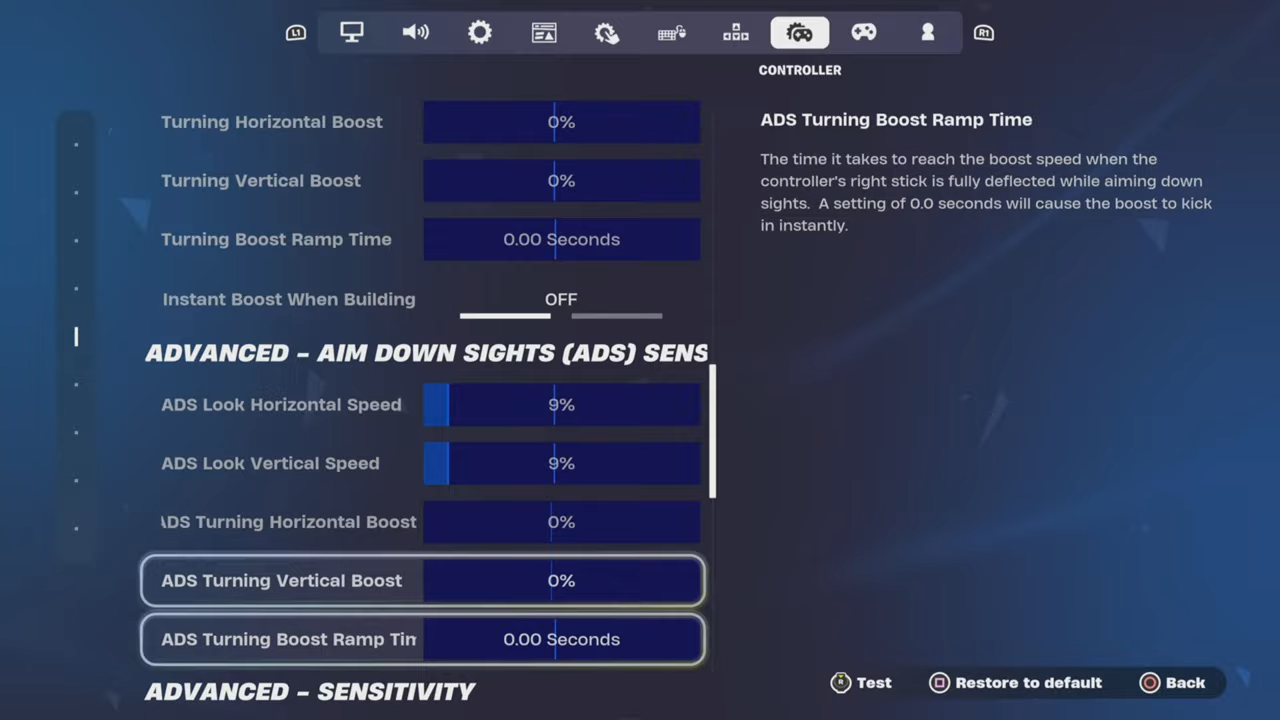 L1
R1
CONTROLLER
Turning Horizontal Boost 0%
Turning Vertical Boost 0%
Turning Boost Ramp Time 0.00 Seconds
Instant Boost When Building OFF
ADVANCED – AIM DOWN SIGHTS (ADS) SENS
ADS Look Horizontal Speed 9%
ADS Look Vertical Speed 9%
ADS Turning Horizontal Boost 0%
ADS Turning Vertical Boost 0%
ADS Turning Boost Ramp Tim 0.00 Seconds
ADVANCED – SENSITIVITY
ADS Turning Boost Ramp Time
The time it takes to reach the boost speed when the
controller's right stick is fully deflected while aiming down
sights. A setting of 0.0 seconds will cause the boost to kick
in instantly.
R Test
Restore to default
Back